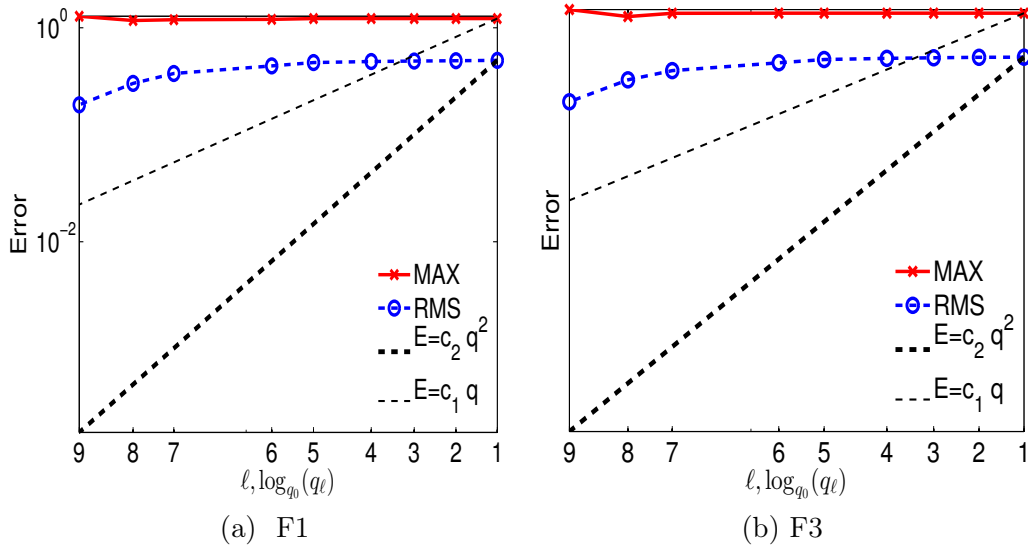 10^0
Error
10^-2
MAX
RMS
E=c_2 q^2
E=c_1 q
9 8 7 6 5 4 3 2 1
ℓ, log_{q_0}(q_ℓ)
(a) F1
Error
MAX
RMS
E=c_2 q^2
E=c_1 q
9 8 7 6 5 4 3 2 1
ℓ, log_{q_0}(q_ℓ)
(b) F3